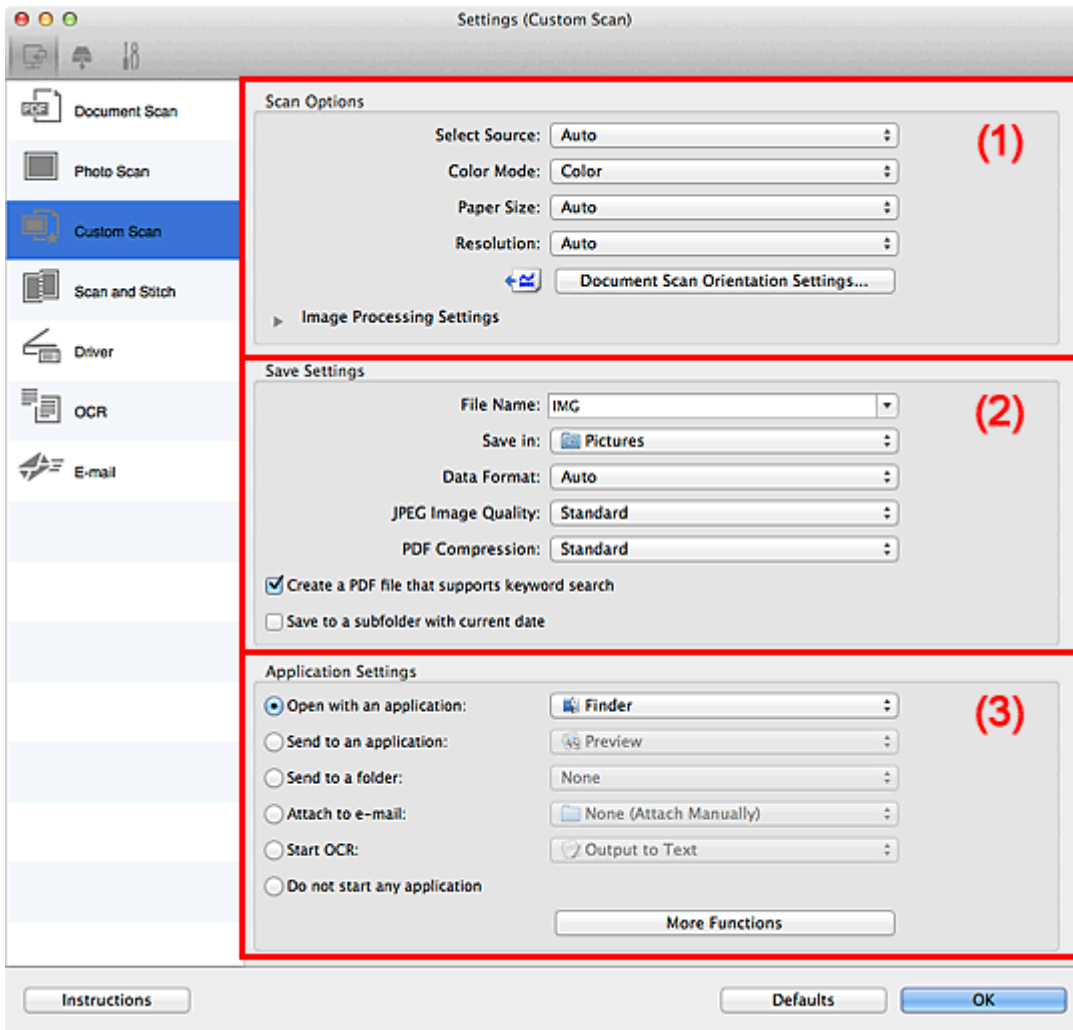 Settings (Custom Scan)
Document Scan
Photo Scan
Custom Scan
Scan and Stitch
Driver
OCR
E-mail
Scan Options
(1)
Select Source: Auto
Color Mode: Color
Paper Size: Auto
Resolution: Auto
Document Scan Orientation Settings...
Image Processing Settings
Save Settings
(2)
File Name: IMG
Save in: Pictures
Data Format: Auto
JPEG Image Quality: Standard
PDF Compression: Standard
Create a PDF file that supports keyword search
Save to a subfolder with current date
Application Settings
(3)
Open with an application: Finder
Send to an application: Preview
Send to a folder: None
Attach to e-mail: None (Attach Manually)
Start OCR: Output to Text
Do not start any application
More Functions
Instructions
Defaults
OK